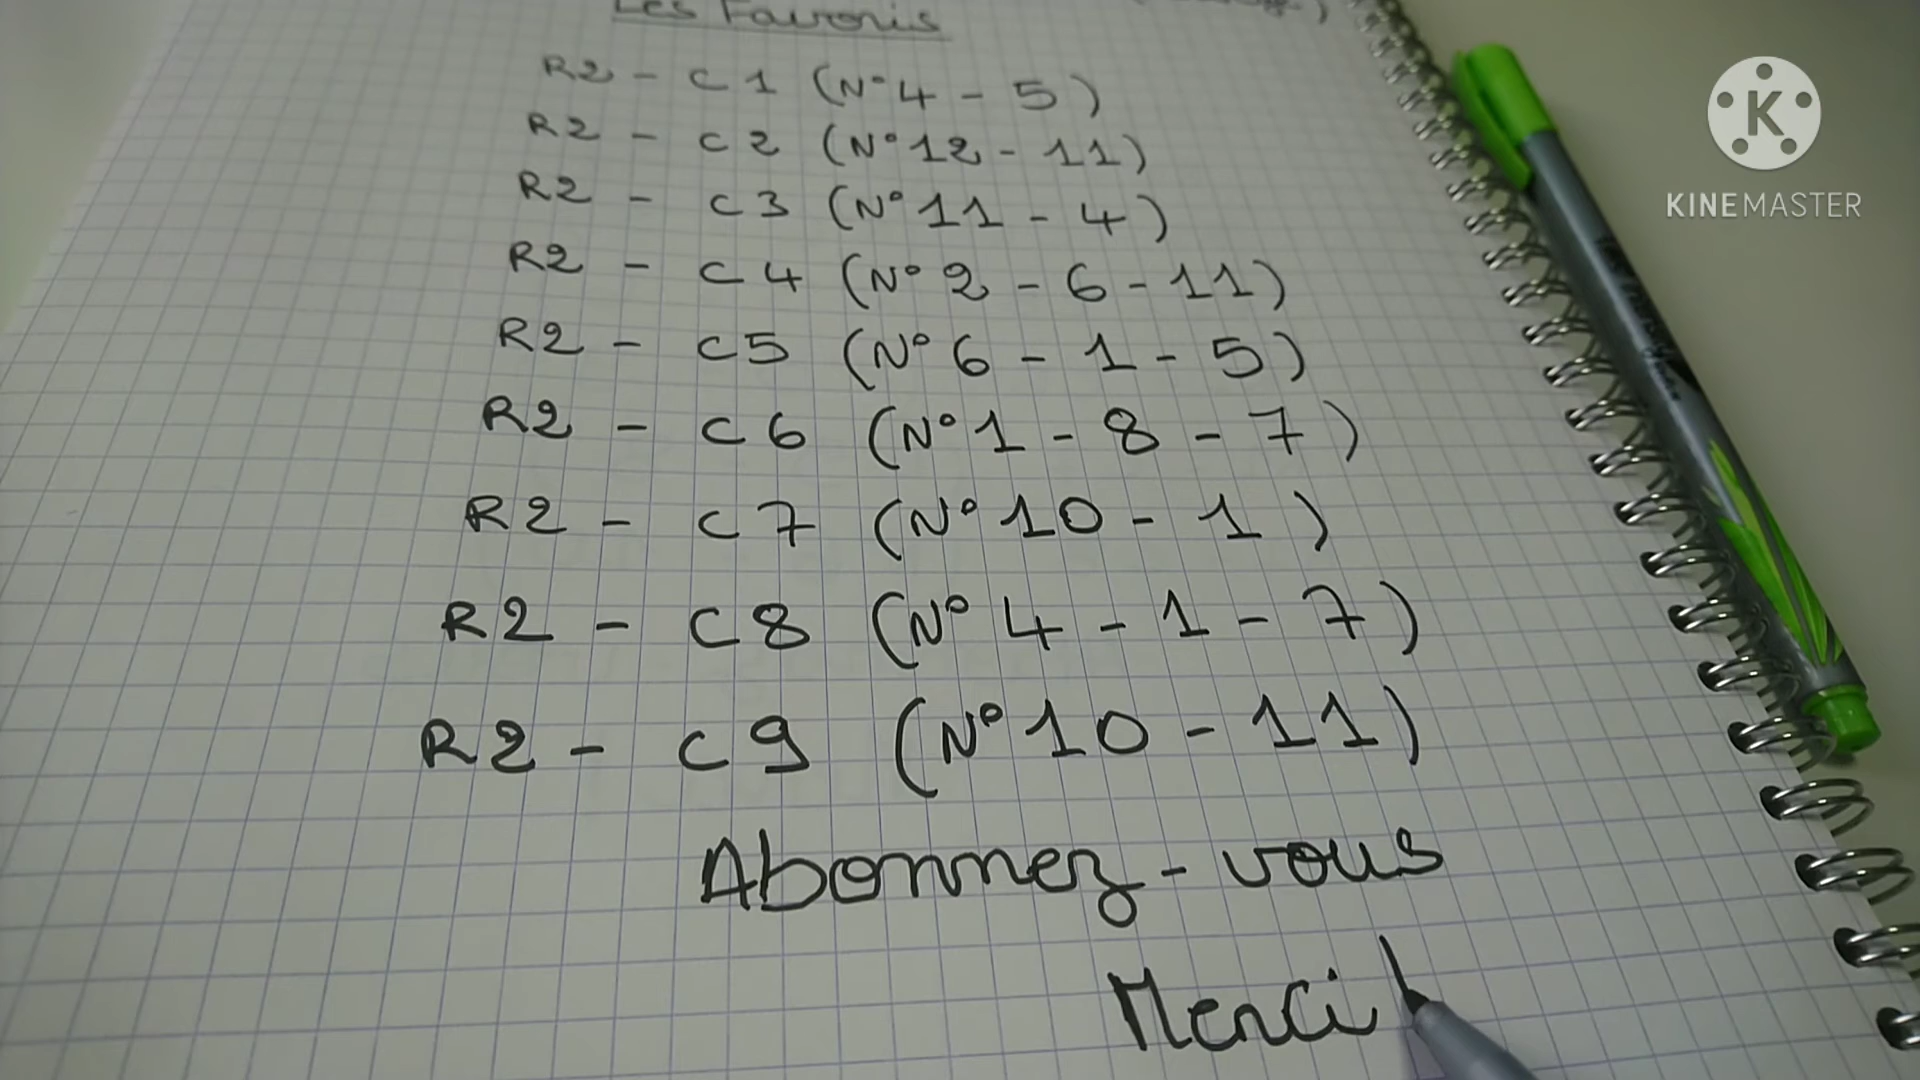 Les Favoris
R2 - C1 (N°4 - 5)
R2 - C2 (N°12 - 11)
R2 - C3 (N°11 - 4)
R2 - C4 (N°2 - 6 - 11)
R2 - C5 (N°6 - 1 - 5)
R2 - C6 (N°1 - 8 - 7)
R2 - C7 (N°10 - 1)
R2 - C8 (N°4 - 1 - 7)
R2 - C9 (N°10 - 11)
Abonnez-vous
Merci
K
KINEMASTER